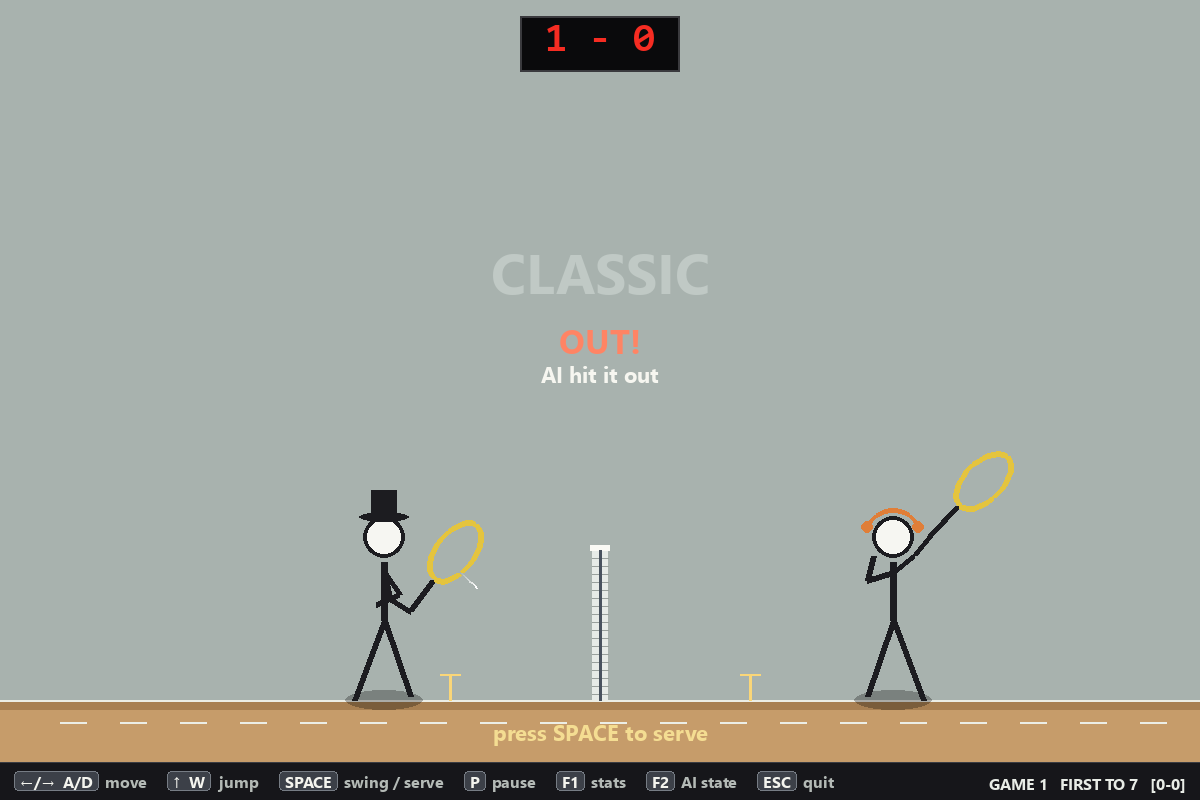 1 - 0
CLASSIC
OUT!
AI hit it out
press SPACE to serve
←/→ A/D move ↑ W jump SPACE swing / serve P pause F1 stats F2 AI state ESC quit GAME 1 FIRST TO 7 [0-0]